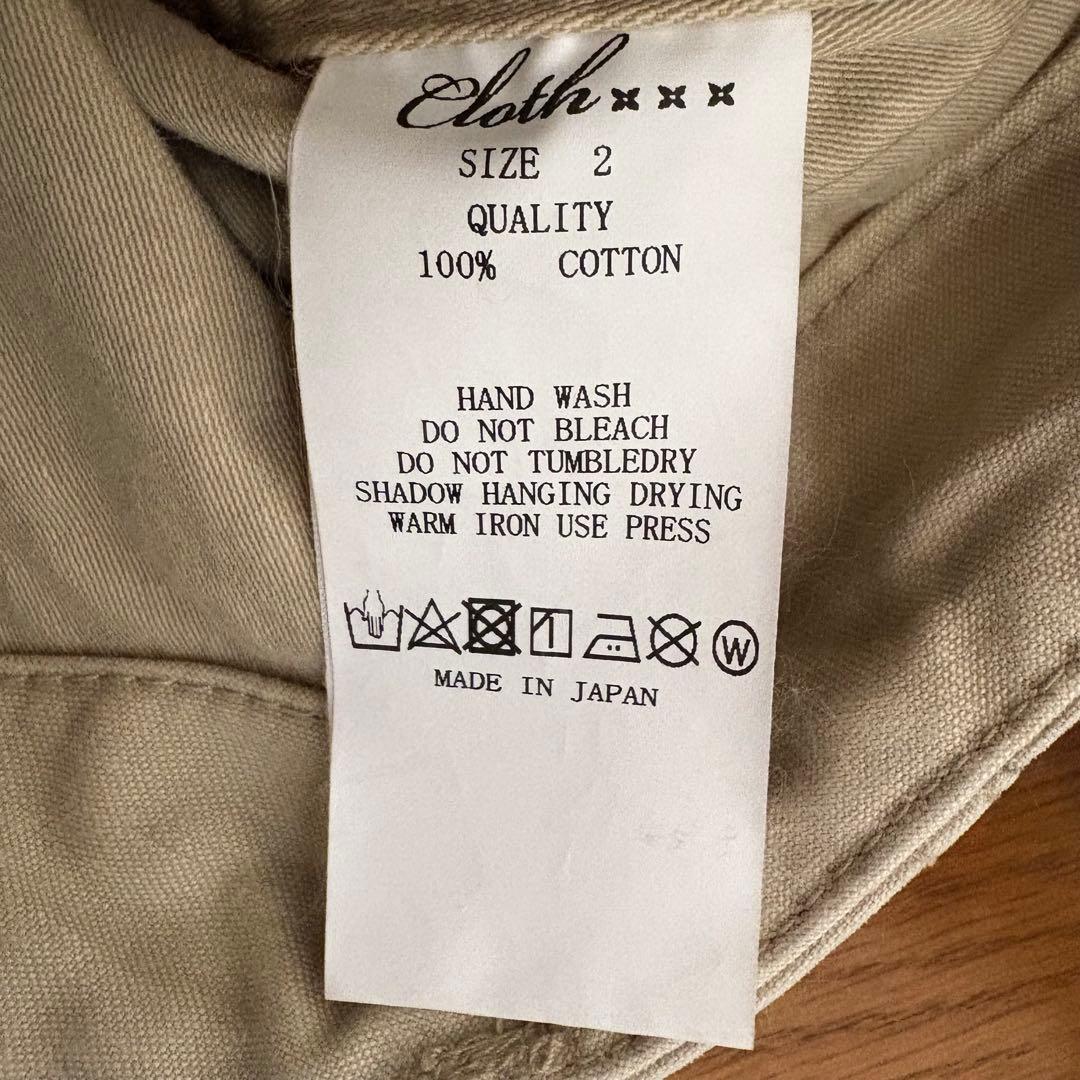 Cloth×××
SIZE 2
QUALITY
100% COTTON
HAND WASH
DO NOT BLEACH
DO NOT TUMBLEDRY
SHADOW HANGING DRYING
WARM IRON USE PRESS
W
MADE IN JAPAN